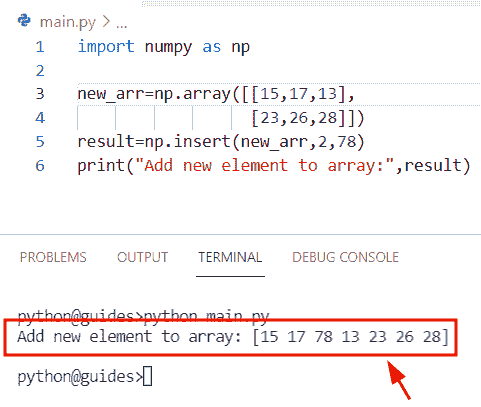 main.py > ...
1 import numpy as np
2
3 new_arr=np.array([[15,17,13],
4 [23,26,28]])
5 result=np.insert(new_arr,2,78)
6 print("Add new element to array:",result)
PROBLEMS OUTPUT TERMINAL DEBUG CONSOLE
python@guides>python main.py
Add new element to array: [15 17 78 13 23 26 28]
python@guides>